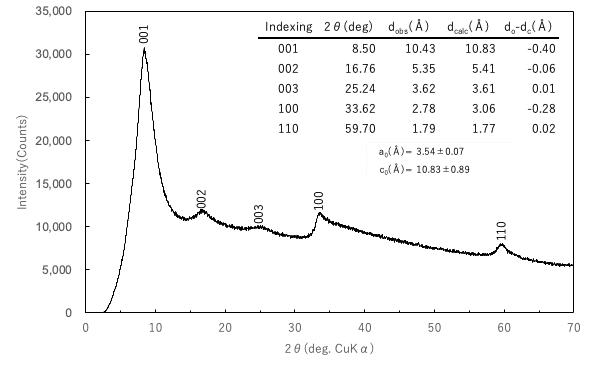 35,000
30,000
25,000
20,000
15,000
10,000
5,000
0
Intensity(Counts)
001
002
003
100
110
Indexing 2θ(deg) dobs(Å) dcalc(Å) do-dc(Å)
001 8.50 10.43 10.83 -0.40
002 16.76 5.35 5.41 -0.06
003 25.24 3.62 3.61 0.01
100 33.62 2.78 3.06 -0.28
110 59.70 1.79 1.77 0.02
a0(Å)= 3.54±0.07
c0(Å)= 10.83±0.89
0 10 20 30 40 50 60 70
2θ(deg. CuKα)